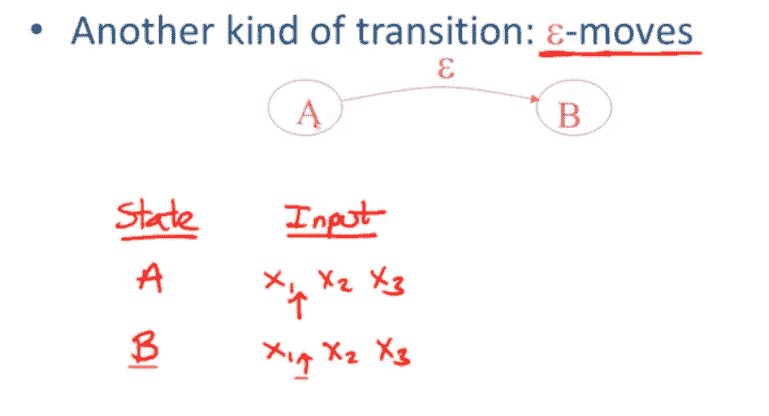 • Another kind of transition: ε-moves
ε
A B
State Input
A x₁ x₂ x₃
↑
B x₁↑ x₂ x₃